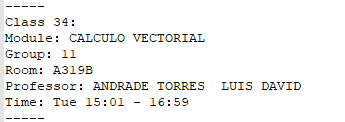 -----
Class 34:
Module: CALCULO VECTORIAL
Group: 11
Room: A319B
Professor: ANDRADE TORRES  LUIS DAVID
Time: Tue 15:01 - 16:59
-----